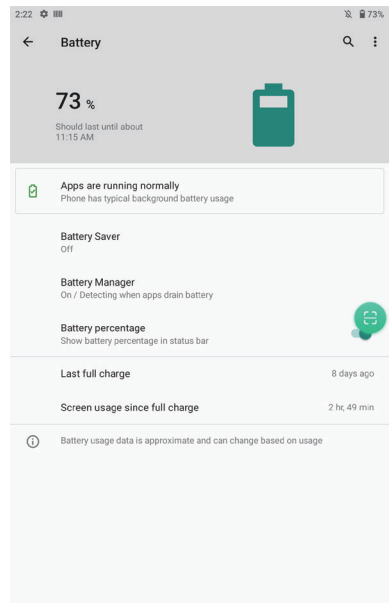 2:22 73%
Battery
73 %
Should last until about
11:15 AM
Apps are running normally
Phone has typical background battery usage
Battery Saver
Off
Battery Manager
On / Detecting when apps drain battery
Battery percentage
Show battery percentage in status bar
Last full charge 8 days ago
Screen usage since full charge 2 hr, 49 min
Battery usage data is approximate and can change based on usage